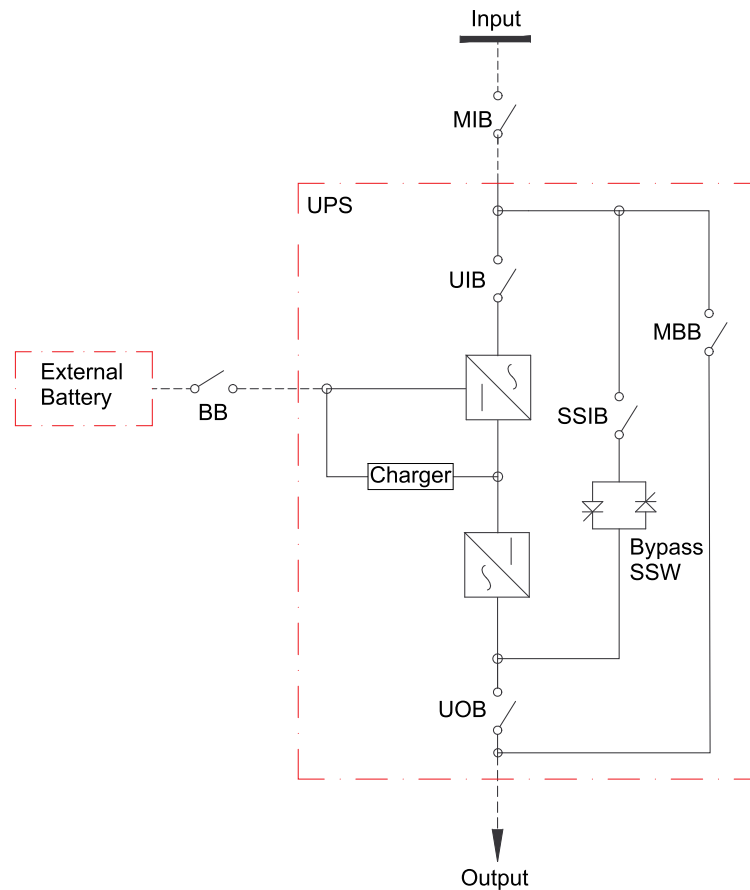 Input
MIB
UPS
UIB
MBB
External
Battery
BB
SSIB
Charger
Bypass
SSW
UOB
Output